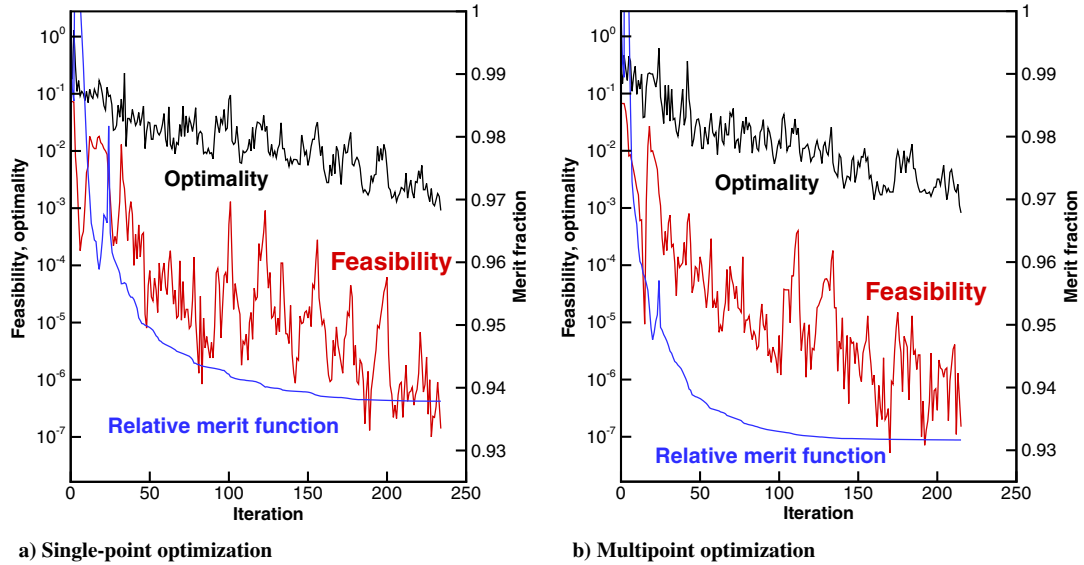 Feasibility, optimality
10⁰
10⁻¹
10⁻²
10⁻³
10⁻⁴
10⁻⁵
10⁻⁶
10⁻⁷
Optimality
Feasibility
Relative merit function
1
0.99
0.98
0.97
0.96
0.95
0.94
0.93
Merit fraction
0 50 100 150 200 250
Iteration
a) Single-point optimization
Feasibility, optimality
10⁰
10⁻¹
10⁻²
10⁻³
10⁻⁴
10⁻⁵
10⁻⁶
10⁻⁷
Optimality
Feasibility
Relative merit function
1
0.99
0.98
0.97
0.96
0.95
0.94
0.93
Merit fraction
0 50 100 150 200 250
Iteration
b) Multipoint optimization